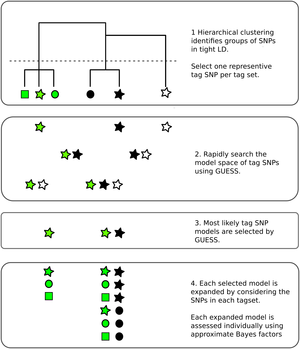 1 Hierarchical clustering
identifies groups of SNPs
in tight LD.
Select one representive
tag SNP per tag set.
2. Rapidly search the
model space of tag SNPs
using GUESS.
3. Most likely tag SNP
models are selected by
GUESS.
4. Each selected model is
expanded by considering the
SNPs in each tagset.
Each expanded model is
assessed individually using
approximate Bayes factors